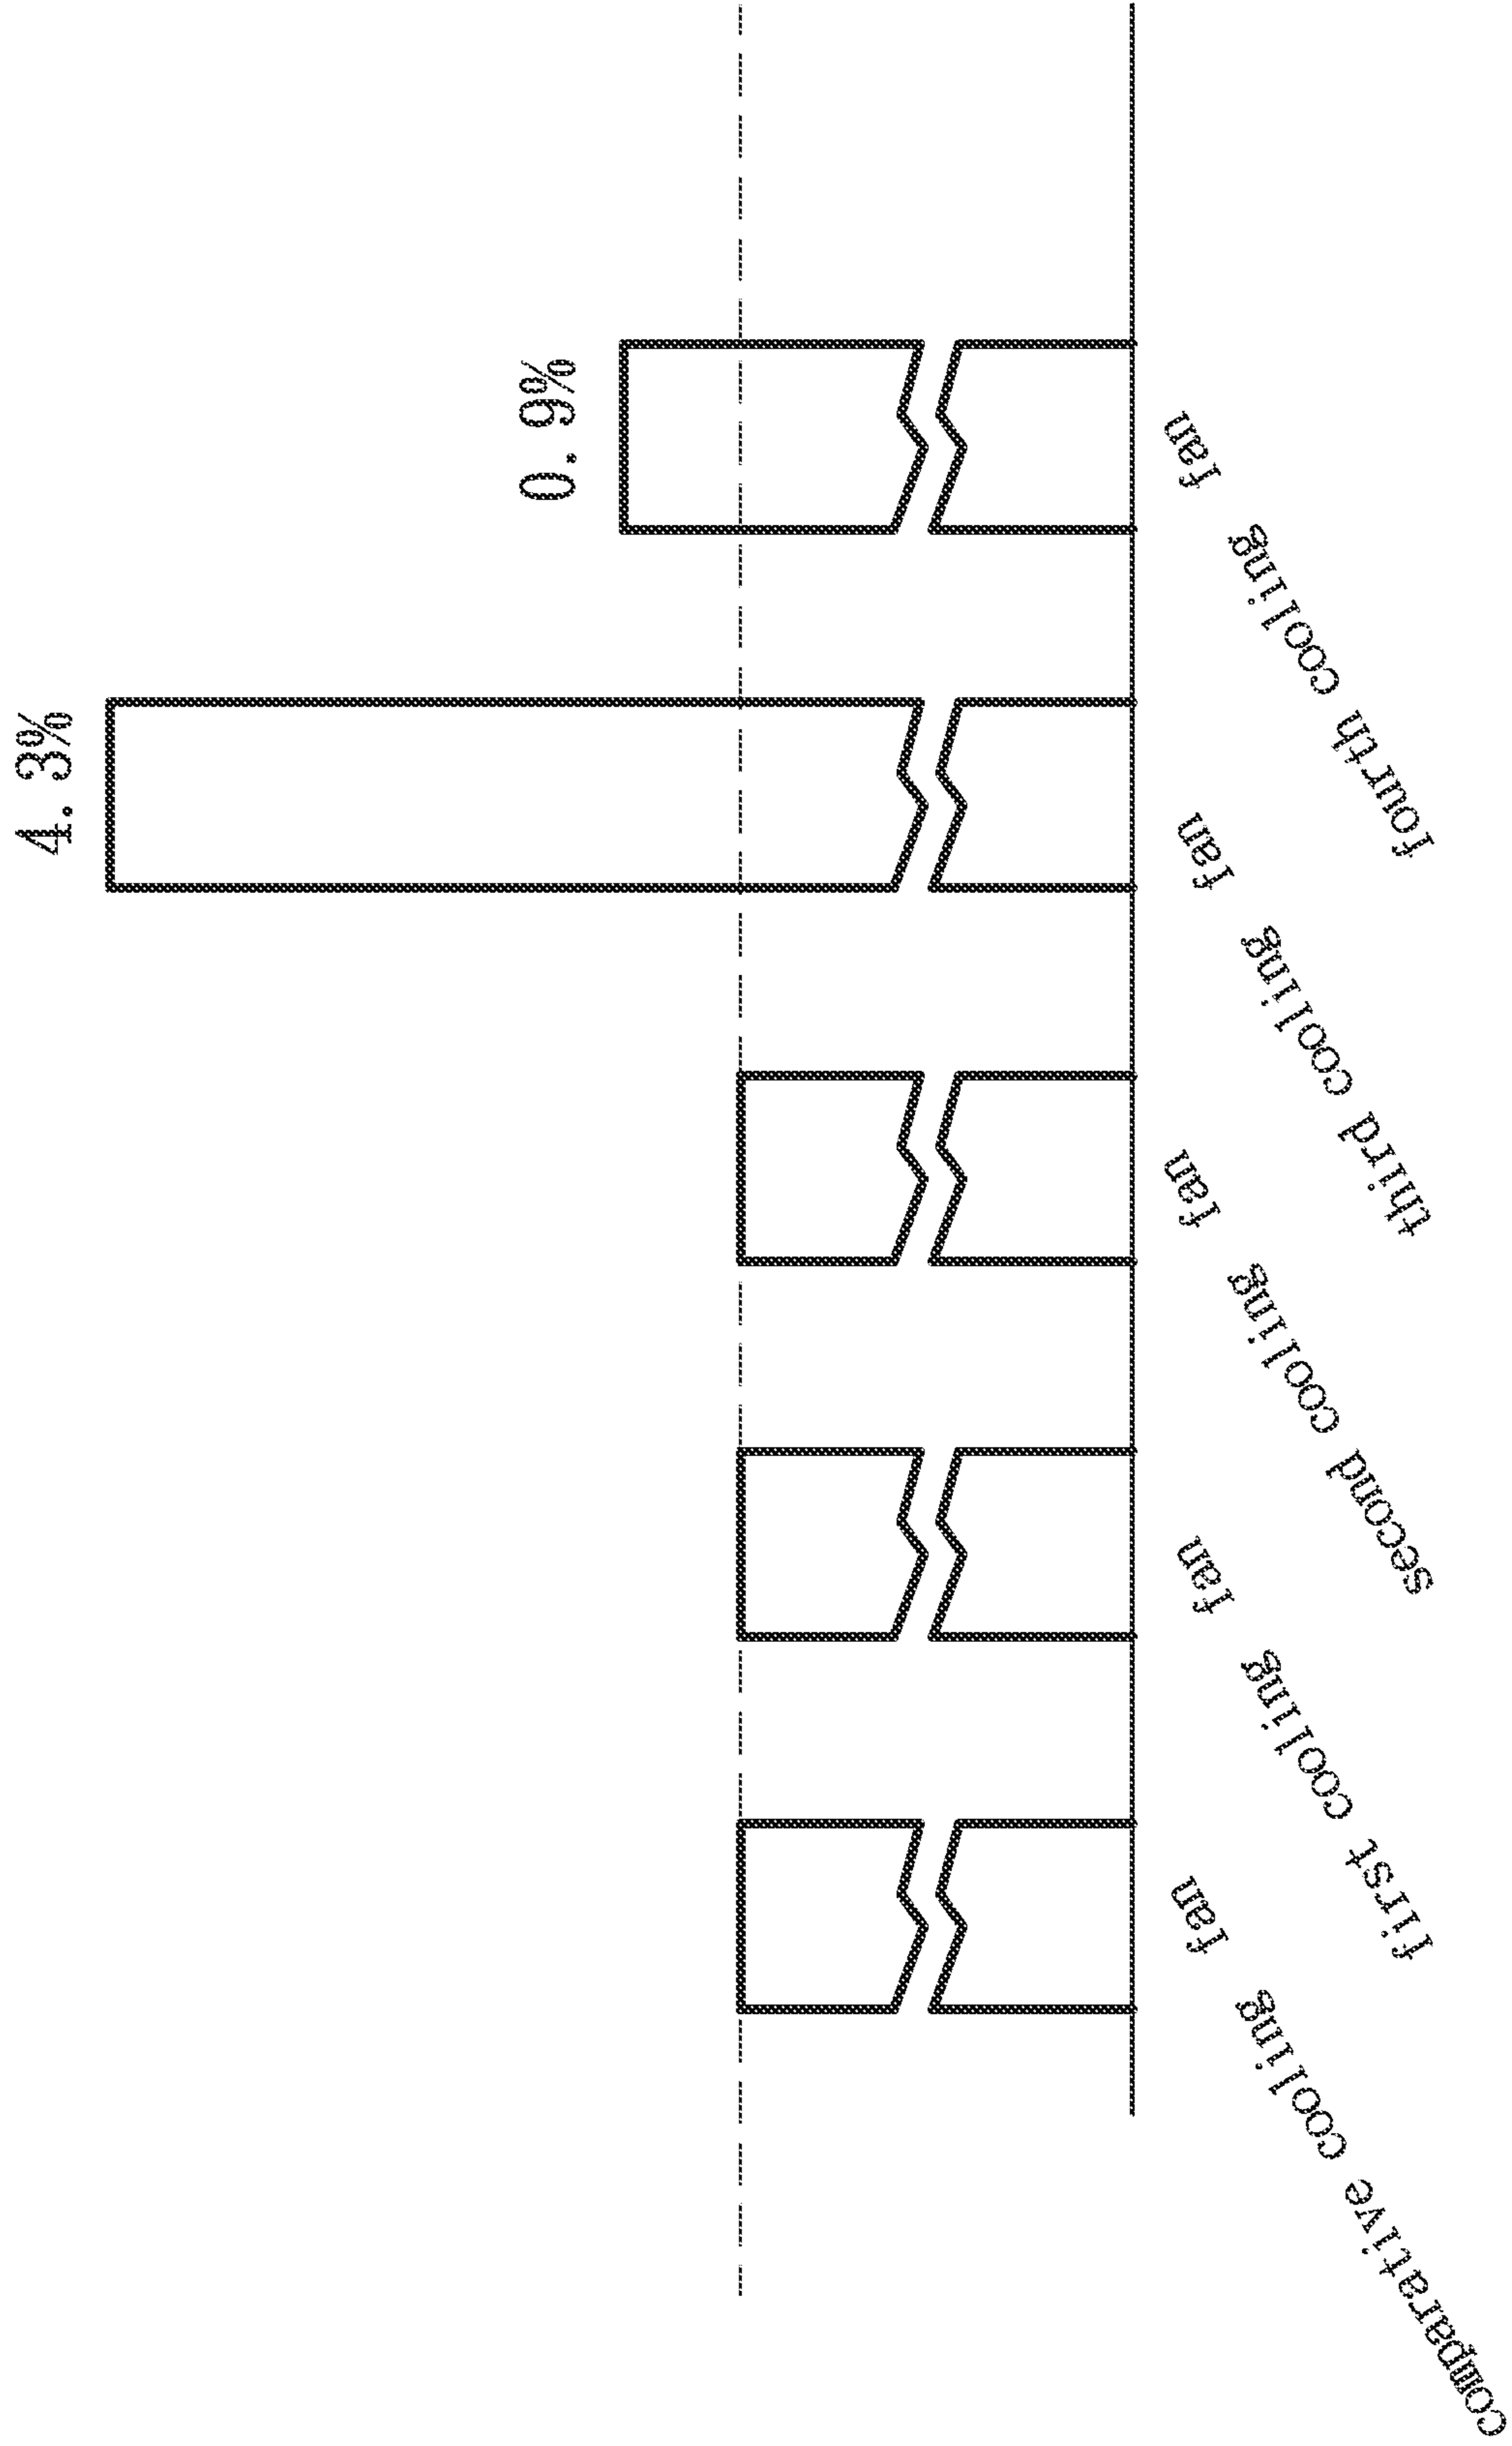 4.3%
0.9%
comparative cooling fan
first cooling fan
second cooling fan
third cooling fan
fourth cooling fan